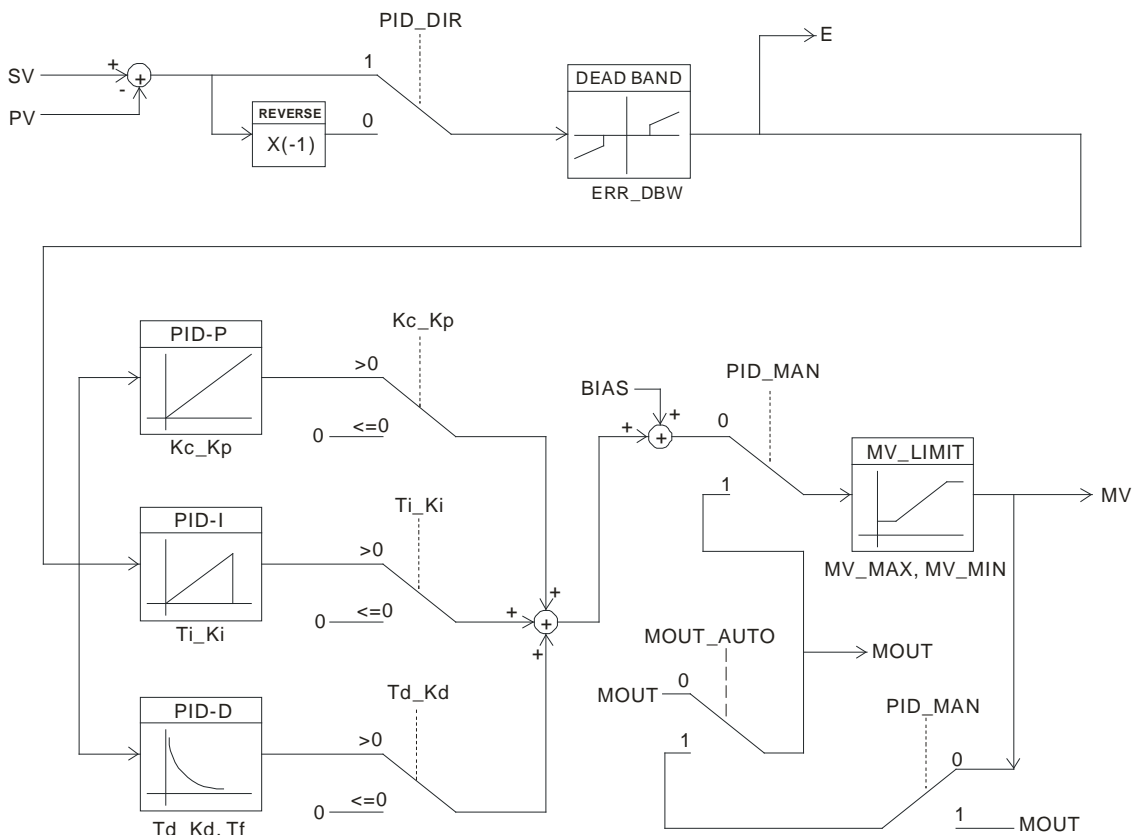 PID_DIR
E
SV
+
+
-
PV
1
REVERSE
X(-1)
0
DEAD BAND
ERR_DBW
PID-P
Kc_Kp
Kc_Kp
>0
0
<=0
PID-I
Ti_Ki
Ti_Ki
>0
0
<=0
PID-D
Td_Kd, Tf
Td_Kd
>0
0
<=0
+
+
+
+
BIAS
+
+
+
PID_MAN
0
1
MV_LIMIT
MV_MAX, MV_MIN
MV
MOUT_AUTO
MOUT
0
1
MOUT
PID_MAN
0
1
MOUT